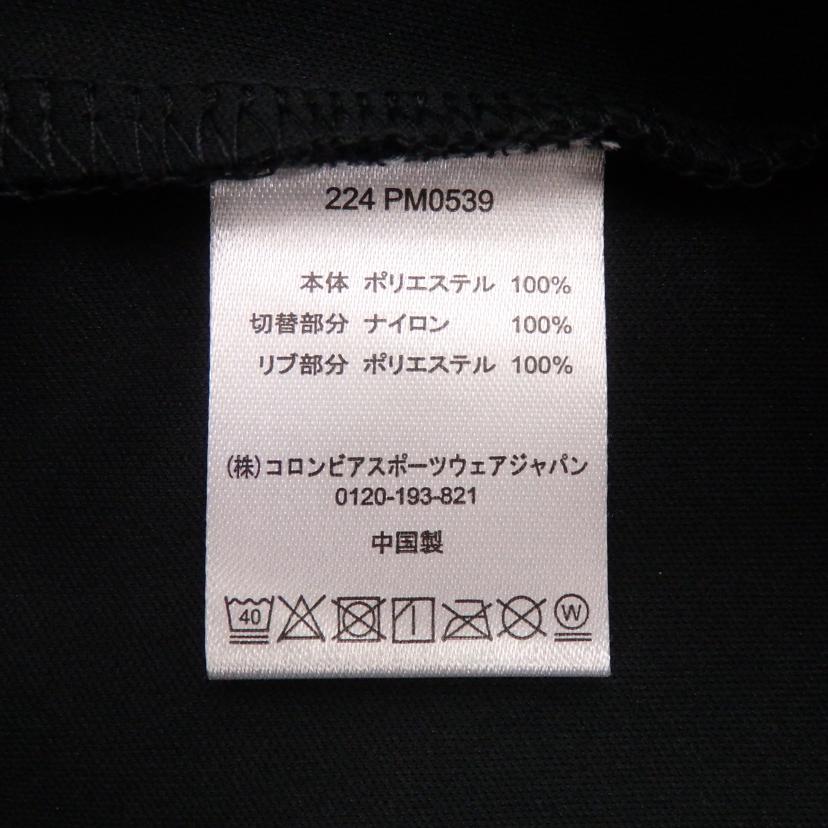 224 PM0539
本体 ポリエステル 100%
切替部分 ナイロン 100%
リブ部分 ポリエステル 100%
(株)コロンビアスポーツウェアジャパン
0120-193-821
中国製
40 W